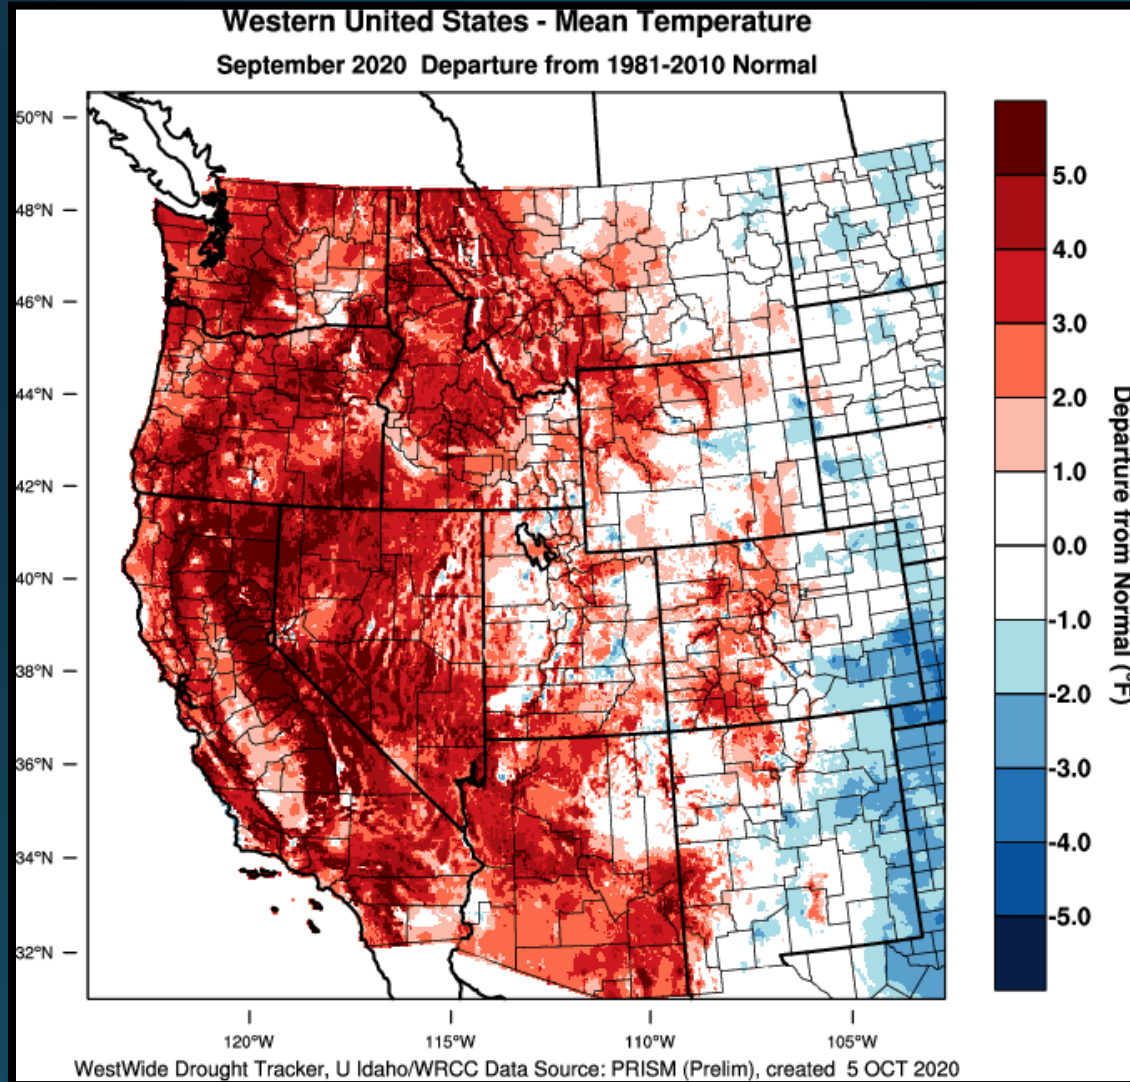 Western United States - Mean Temperature
September 2020 Departure from 1981-2010 Normal
50°N
48°N
46°N
44°N
42°N
40°N
38°N
36°N
34°N
32°N
120°W
115°W
110°W
105°W
5.0
4.0
3.0
2.0
1.0
0.0
-1.0
-2.0
-3.0
-4.0
-5.0
Departure from Normal (°F)
WestWide Drought Tracker, U Idaho/WRCC Data Source: PRISM (Prelim), created 5 OCT 2020